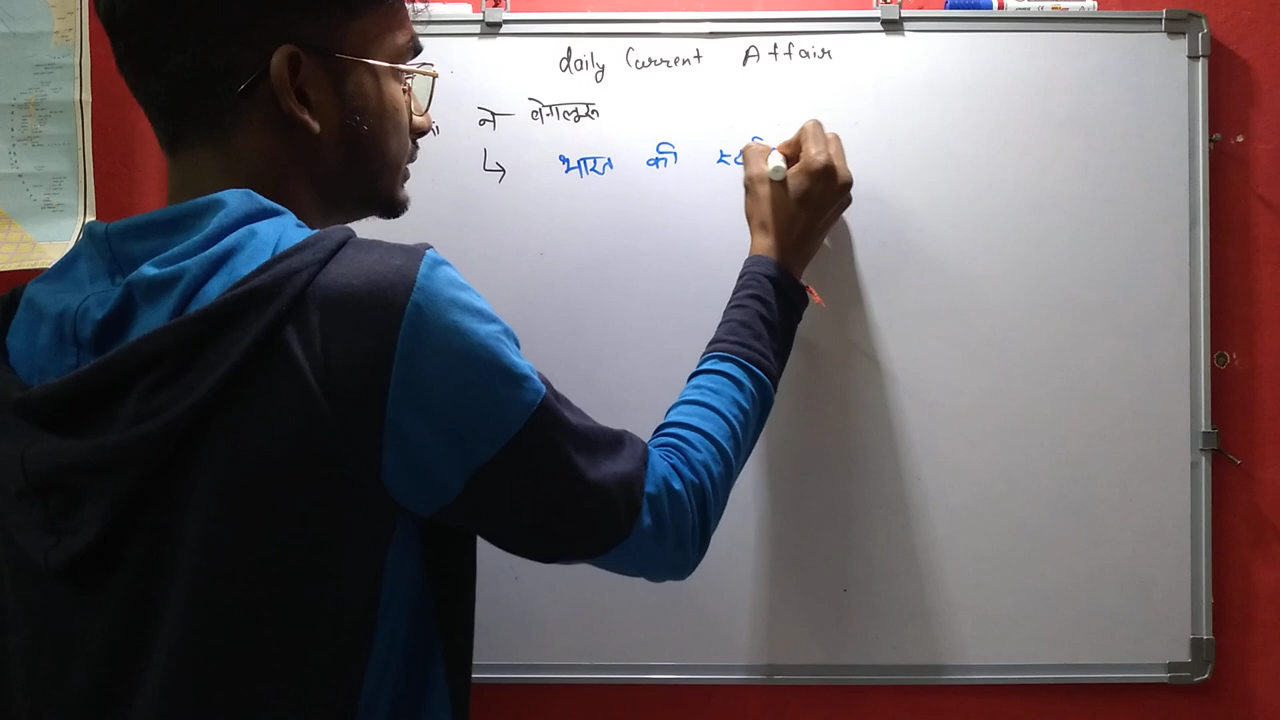 daily Current Affair
ने बेंगलुरू
↳ भारत की